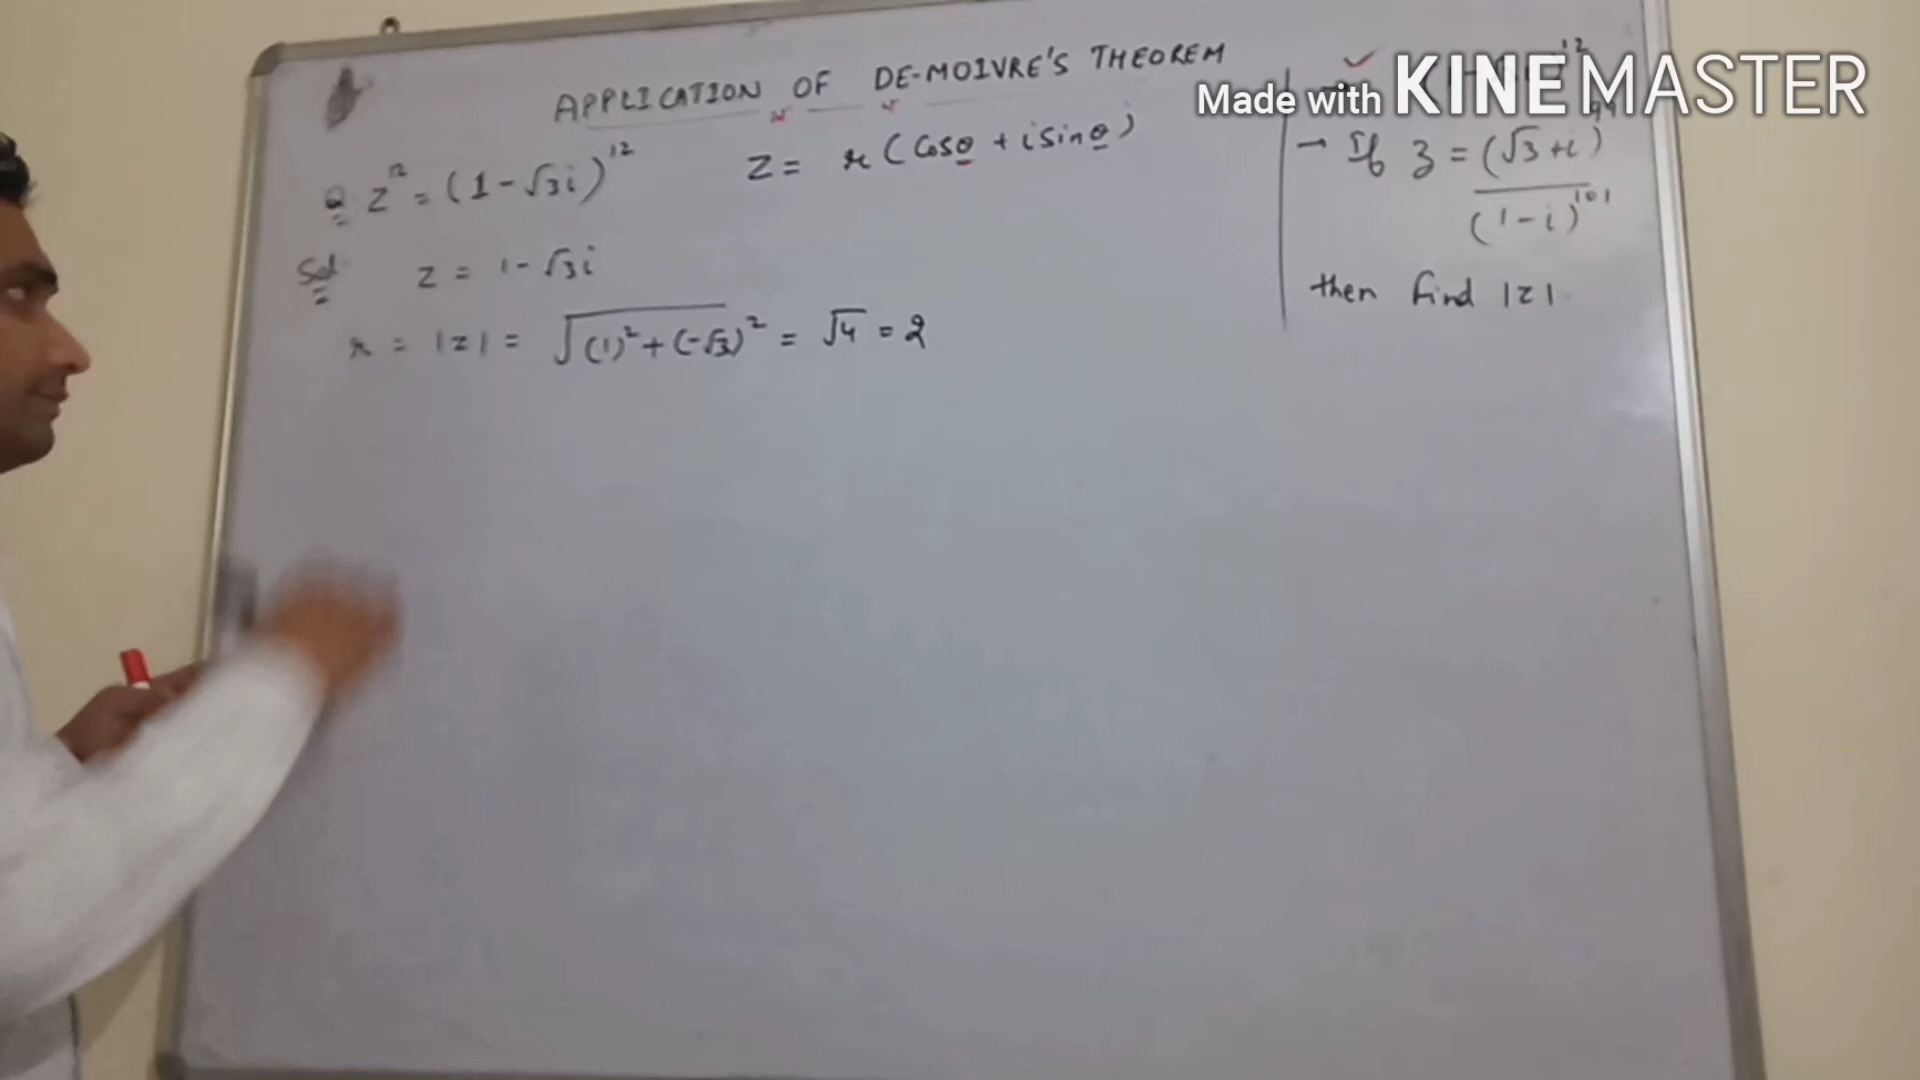 APPLICATION OF DE-MOIVRE'S THEOREM
Q Z¹² = (1-√3i)¹²
Z = r (Cosθ + iSinθ)
Sol. Z = 1-√3i
r = |z| = √(1)²+(-√3)² = √4 = 2
12
Made with KINEMASTER
→ If z = (√3+i)
(1-i)¹⁰¹
then find |z|.